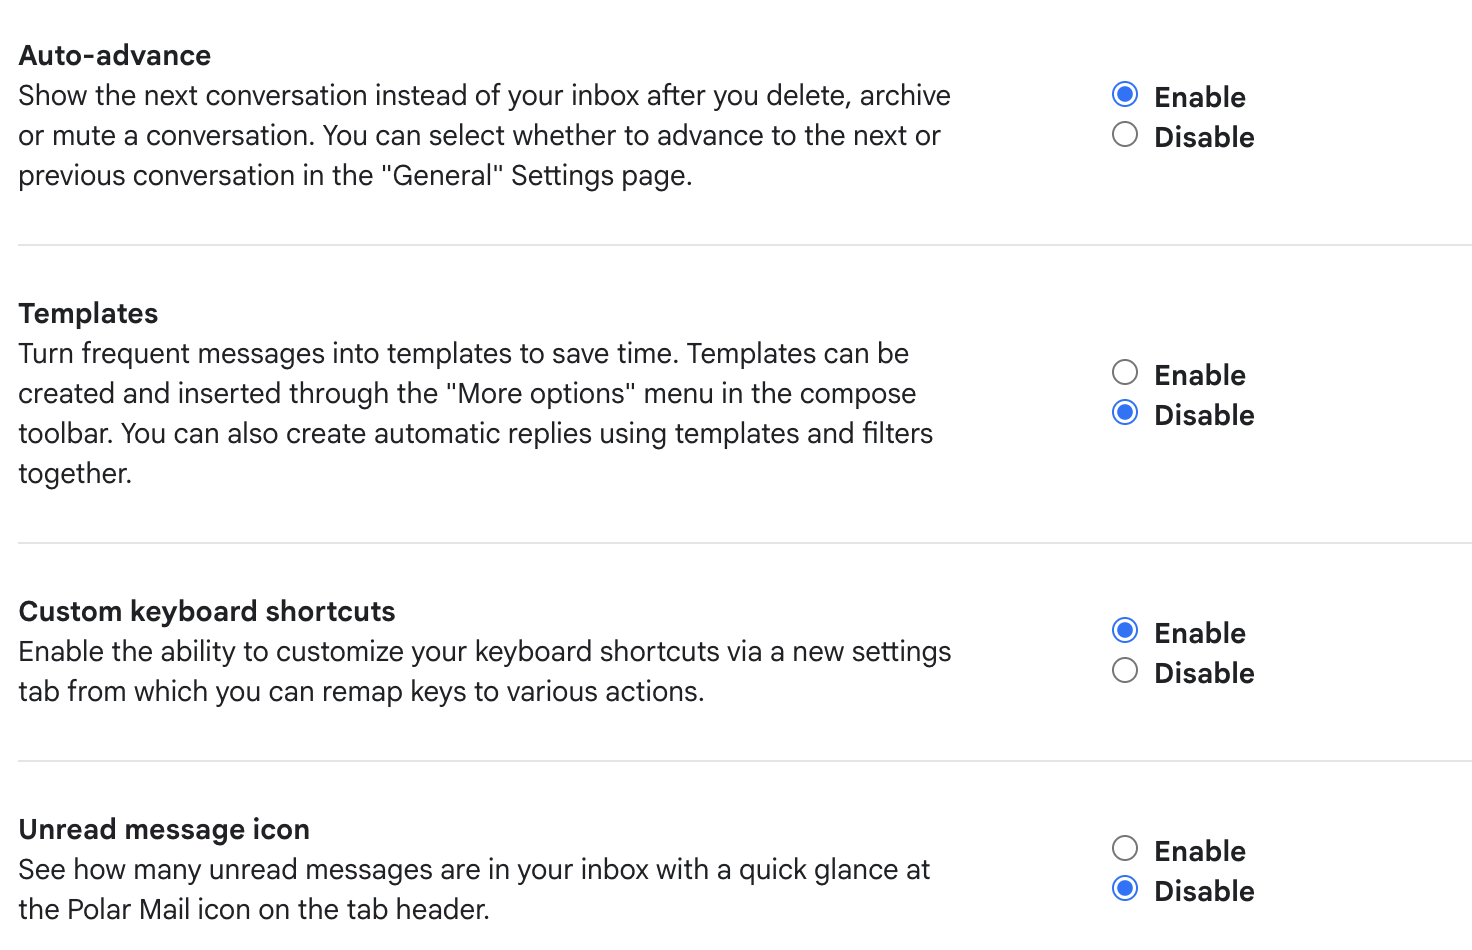 Auto-advance
Show the next conversation instead of your inbox after you delete, archive
or mute a conversation. You can select whether to advance to the next or
previous conversation in the "General" Settings page.
Enable
Disable
Templates
Turn frequent messages into templates to save time. Templates can be
created and inserted through the "More options" menu in the compose
toolbar. You can also create automatic replies using templates and filters
together.
Enable
Disable
Custom keyboard shortcuts
Enable the ability to customize your keyboard shortcuts via a new settings
tab from which you can remap keys to various actions.
Enable
Disable
Unread message icon
See how many unread messages are in your inbox with a quick glance at
the Polar Mail icon on the tab header.
Enable
Disable